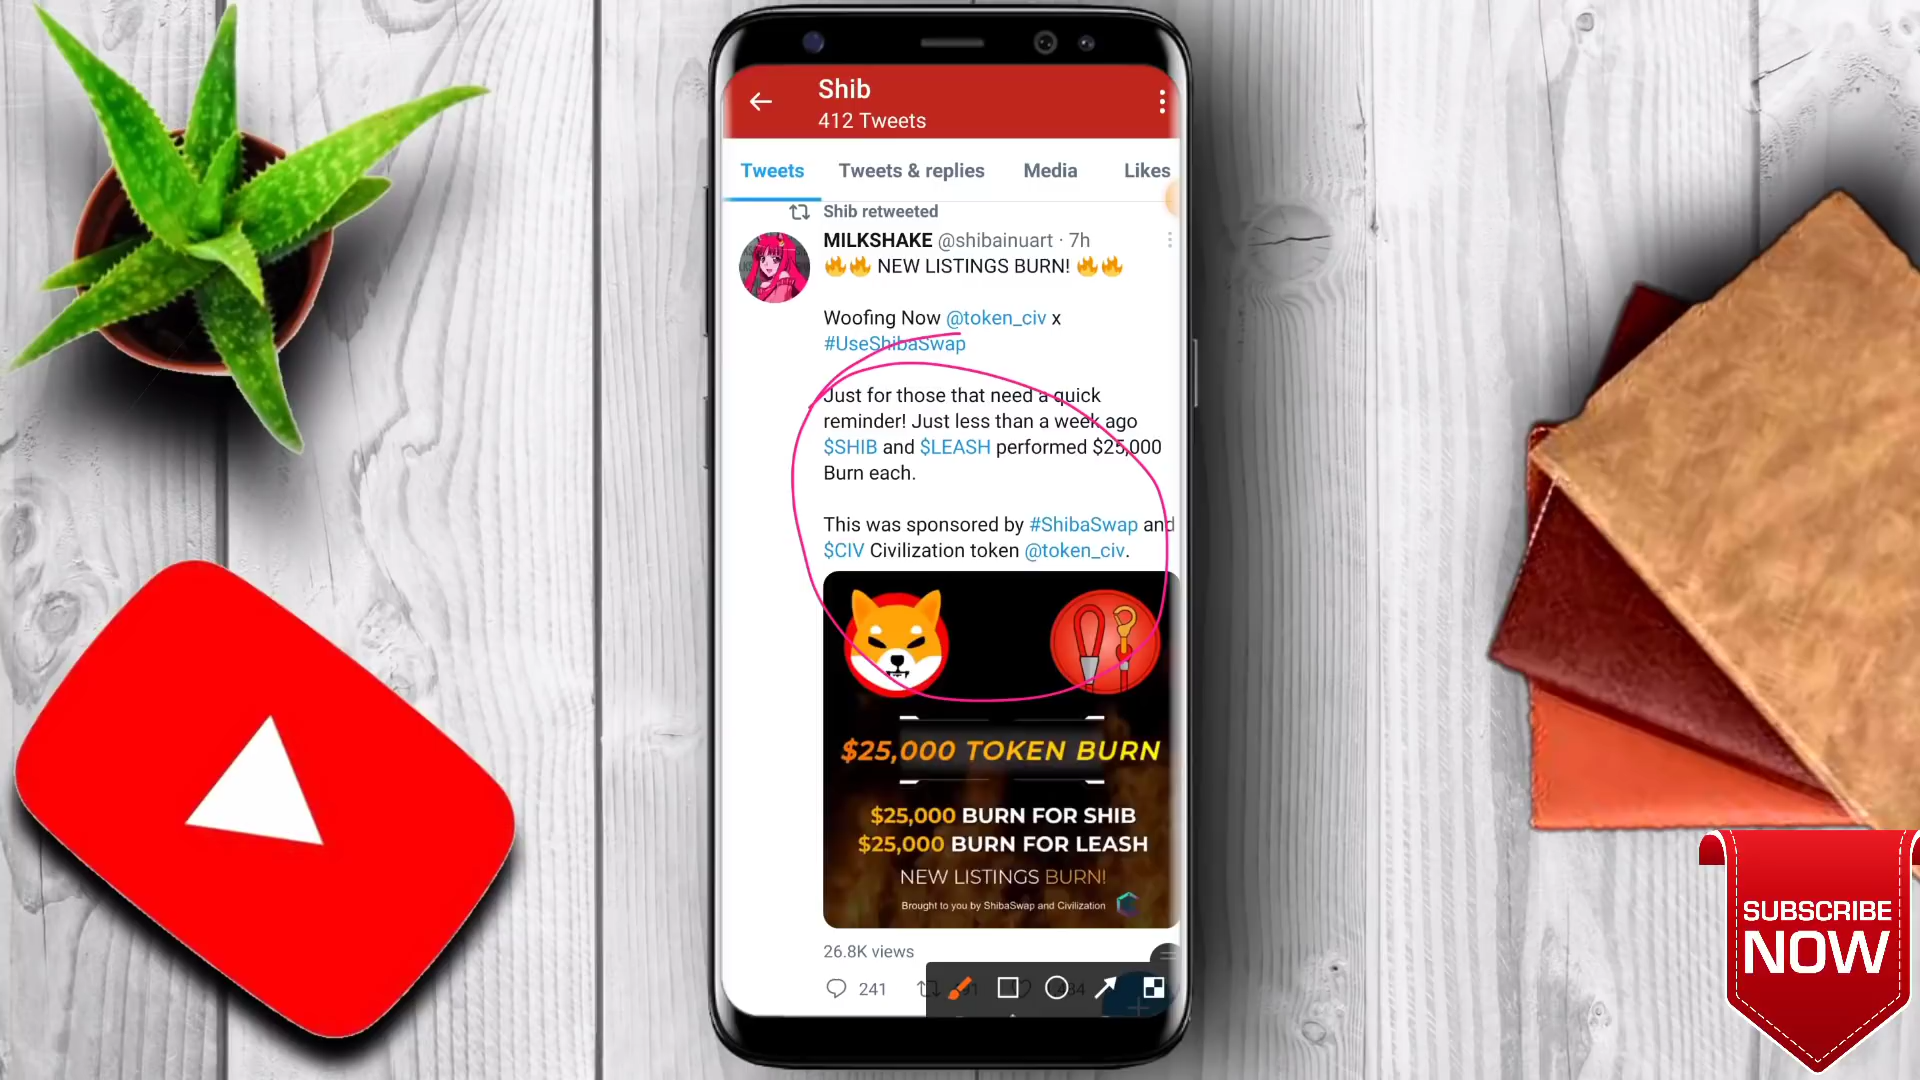 Shib
412 Tweets
Tweets
Tweets & replies
Media
Likes
Shib retweeted
MILKSHAKE @shibainuart · 7h
🔥🔥 NEW LISTINGS BURN! 🔥🔥
Woofing Now @token_civ x
#UseShibaSwap
Just for those that need a quick
reminder! Just less than a week ago
$SHIB and $LEASH performed $25,000
Burn each.
This was sponsored by #ShibaSwap and
$CIV Civilization token @token_civ.
$25,000 TOKEN BURN
$25,000 BURN FOR SHIB
$25,000 BURN FOR LEASH
NEW LISTINGS BURN!
Brought to you by ShibaSwap and Civilization
26.8K views
241
SUBSCRIBE
NOW